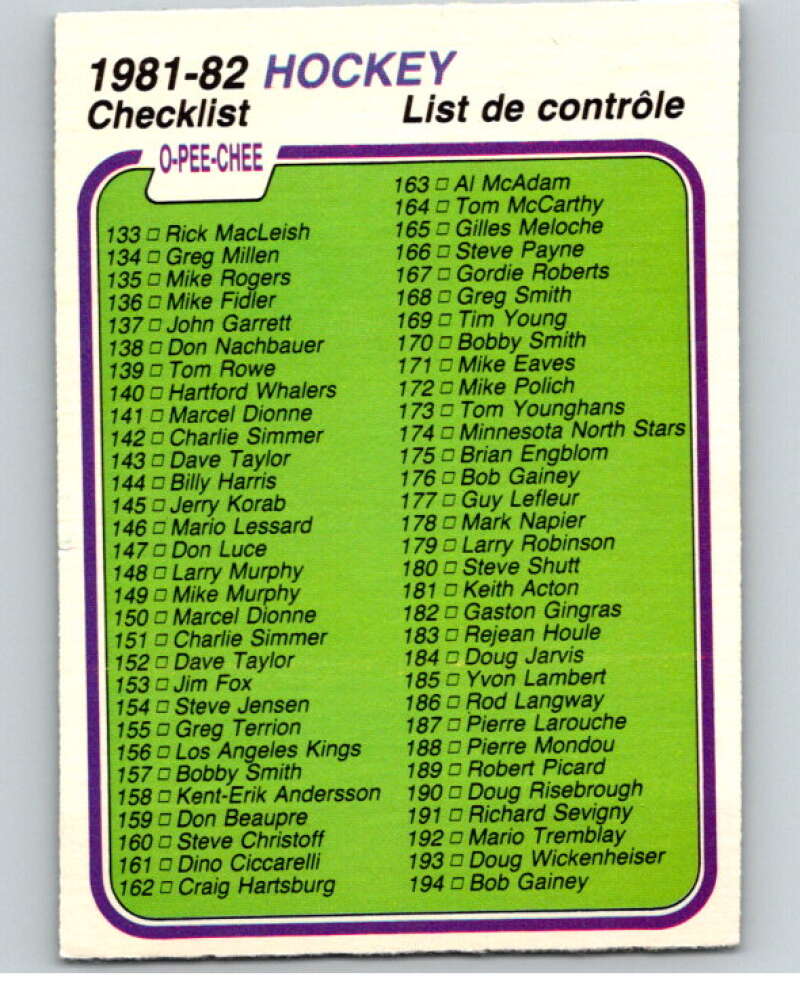 1981-82 HOCKEY
Checklist List de contrôle
O-PEE-CHEE
133 □ Rick MacLeish
134 □ Greg Millen
135 □ Mike Rogers
136 □ Mike Fidler
137 □ John Garrett
138 □ Don Nachbauer
139 □ Tom Rowe
140 □ Hartford Whalers
141 □ Marcel Dionne
142 □ Charlie Simmer
143 □ Dave Taylor
144 □ Billy Harris
145 □ Jerry Korab
146 □ Mario Lessard
147 □ Don Luce
148 □ Larry Murphy
149 □ Mike Murphy
150 □ Marcel Dionne
151 □ Charlie Simmer
152 □ Dave Taylor
153 □ Jim Fox
154 □ Steve Jensen
155 □ Greg Terrion
156 □ Los Angeles Kings
157 □ Bobby Smith
158 □ Kent-Erik Andersson
159 □ Don Beaupre
160 □ Steve Christoff
161 □ Dino Ciccarelli
162 □ Craig Hartsburg
163 □ Al McAdam
164 □ Tom McCarthy
165 □ Gilles Meloche
166 □ Steve Payne
167 □ Gordie Roberts
168 □ Greg Smith
169 □ Tim Young
170 □ Bobby Smith
171 □ Mike Eaves
172 □ Mike Polich
173 □ Tom Younghans
174 □ Minnesota North Stars
175 □ Brian Engblom
176 □ Bob Gainey
177 □ Guy Lefleur
178 □ Mark Napier
179 □ Larry Robinson
180 □ Steve Shutt
181 □ Keith Acton
182 □ Gaston Gingras
183 □ Rejean Houle
184 □ Doug Jarvis
185 □ Yvon Lambert
186 □ Rod Langway
187 □ Pierre Larouche
188 □ Pierre Mondou
189 □ Robert Picard
190 □ Doug Risebrough
191 □ Richard Sevigny
192 □ Mario Tremblay
193 □ Doug Wickenheiser
194 □ Bob Gainey